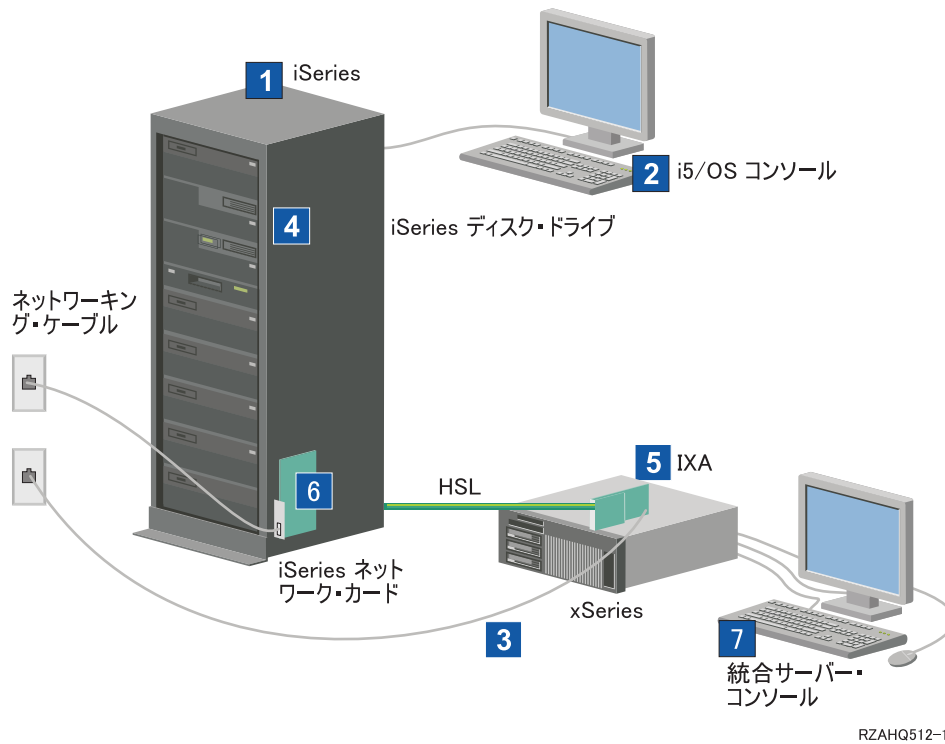 1 iSeries
2 i5/OS コンソール
4
iSeries ディスク・ドライブ
ネットワーキン
グ・ケーブル
5 IXA
HSL
6
iSeries ネット
ワーク・カード
xSeries
3
7
統合サーバー・
コンソール
RZAHQ512-1